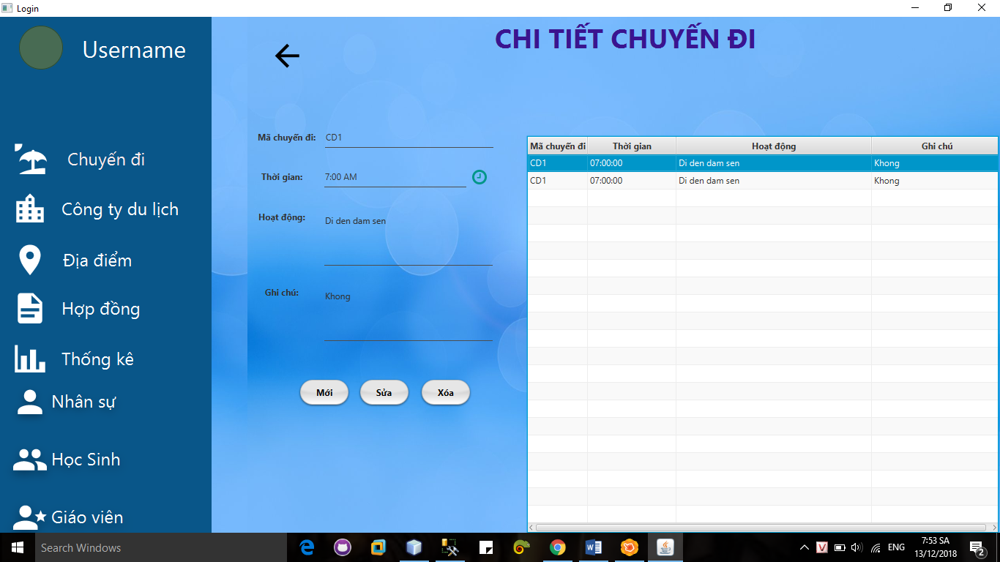 Login
Username
CHI TIẾT CHUYẾN ĐI
Chuyến đi
Công ty du lịch
Địa điểm
Hợp đồng
Thống kê
Nhân sự
Học Sinh
Giáo viên
Mã chuyến đi: CD1
Thời gian: 7:00 AM
Hoạt động: Di den dam sen
Ghi chú: Khong
Mới Sửa Xóa
Mã chuyến đi Thời gian Hoạt động Ghi chú
CD1 07:00:00 Di den dam sen Khong
CD1 07:00:00 Di den dam sen Khong
Search Windows
ENG
7:53 SA
13/12/2018
2